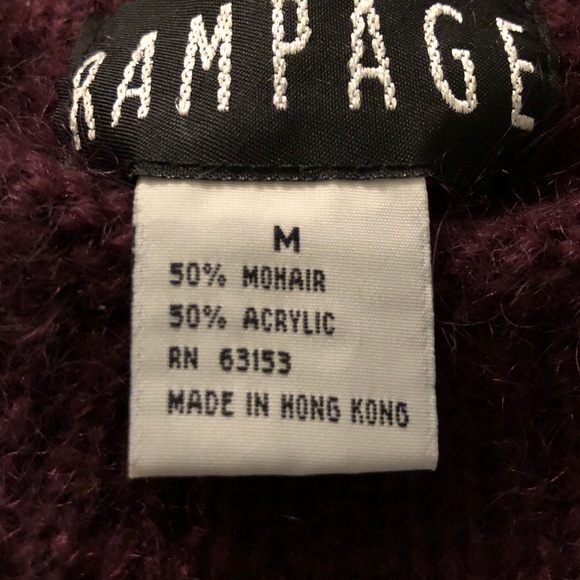 RAMPAGE
M
50% MOHAIR
50% ACRYLIC
RN 63153
MADE IN HONG KONG